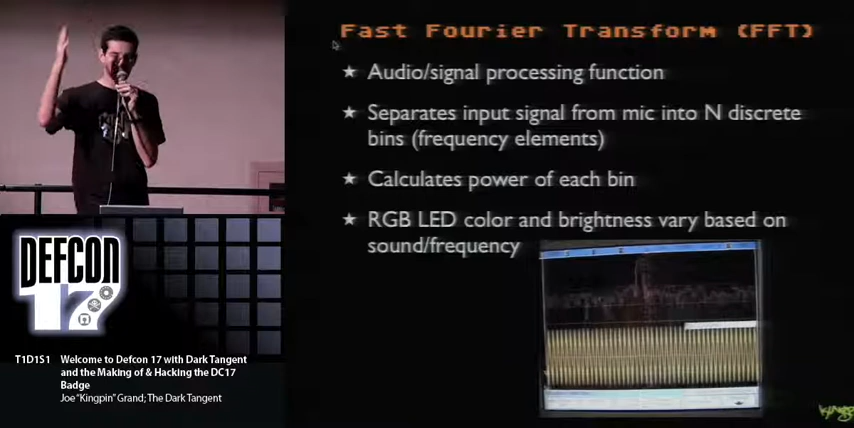 Fast Fourier Transform (FFT)
★ Audio/signal processing function
★ Separates input signal from mic into N discrete
bins (frequency elements)
★ Calculates power of each bin
★ RGB LED color and brightness vary based on
sound/frequency
DEFCON
17
T1D1S1 Welcome to Defcon 17 with Dark Tangent
and the Making of & Hacking the DC17
Badge
Joe "Kingpin" Grand; The Dark Tangent